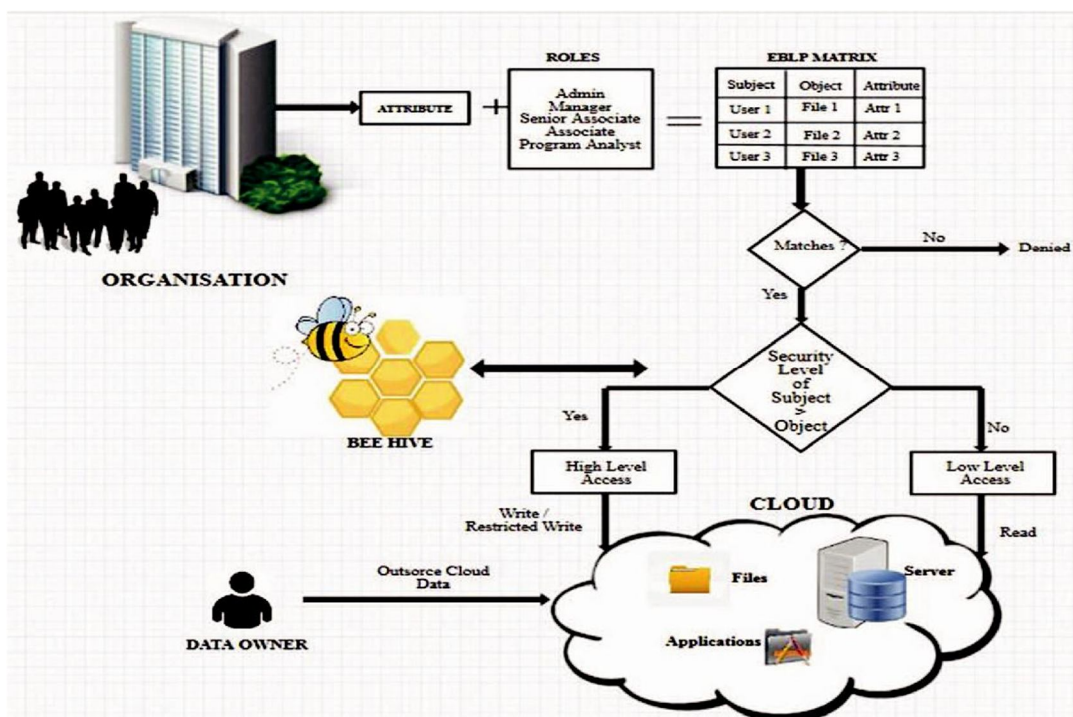 ROLES
EBLP MATRIX
ATTRIBUTE
+
Admin
Manager
Senior Associate
Associate
Program Analyst
=
Subject Object Attribute
User 1 File 1 Attr 1
User 2 File 2 Attr 2
User 3 File 3 Attr 3
Matches ?
No
Denied
ORGANISATION
Yes
Security
Level
of
Subject
>
Object
Yes
No
BEE HIVE
High Level
Access
Low Level
Access
CLOUD
Write /
Restricted Write
Read
Files
Server
Outsorce Cloud
Data
DATA OWNER
Applications